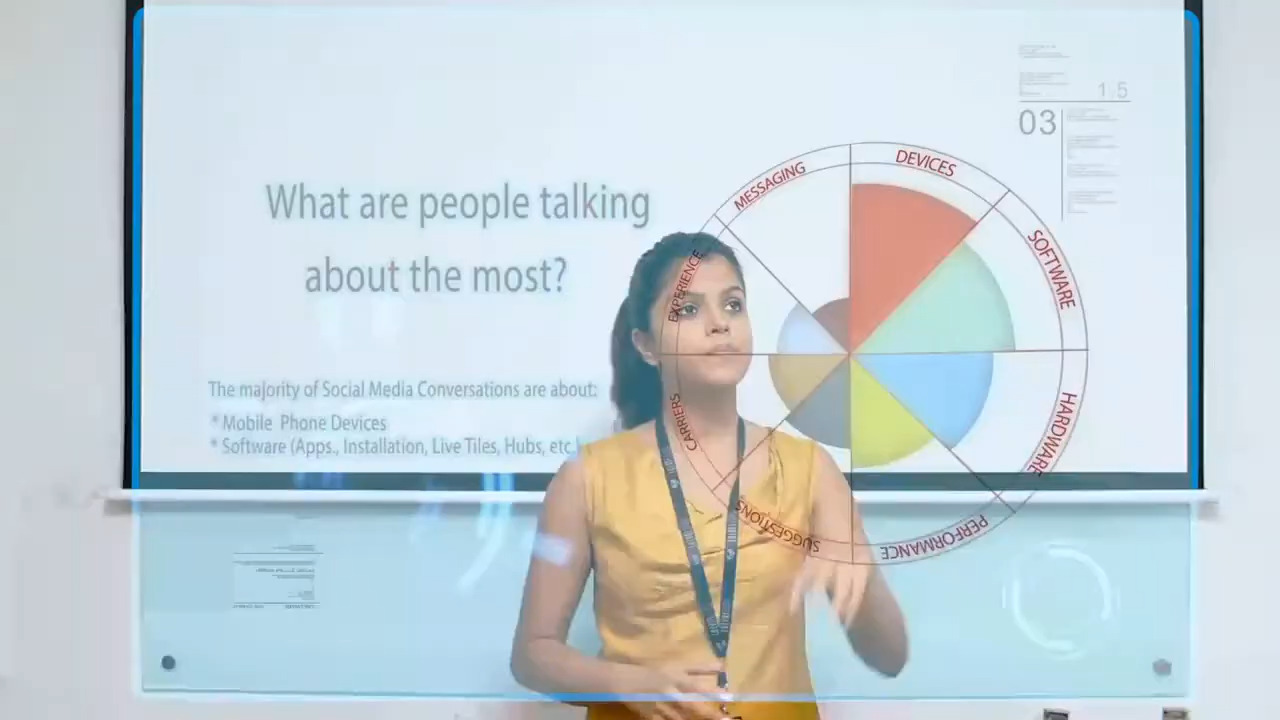 What are people talking
about the most?
The majority of Social Media Conversations are about:
* Mobile Phone Devices
* Software (Apps., Installation, Live Tiles, Hubs, etc.)
1.5
03
MESSAGING
DEVICES
SOFTWARE
HARDWARE
PERFORMANCE
SUGGESTIONS
CARRIERS
EXPERIENCE